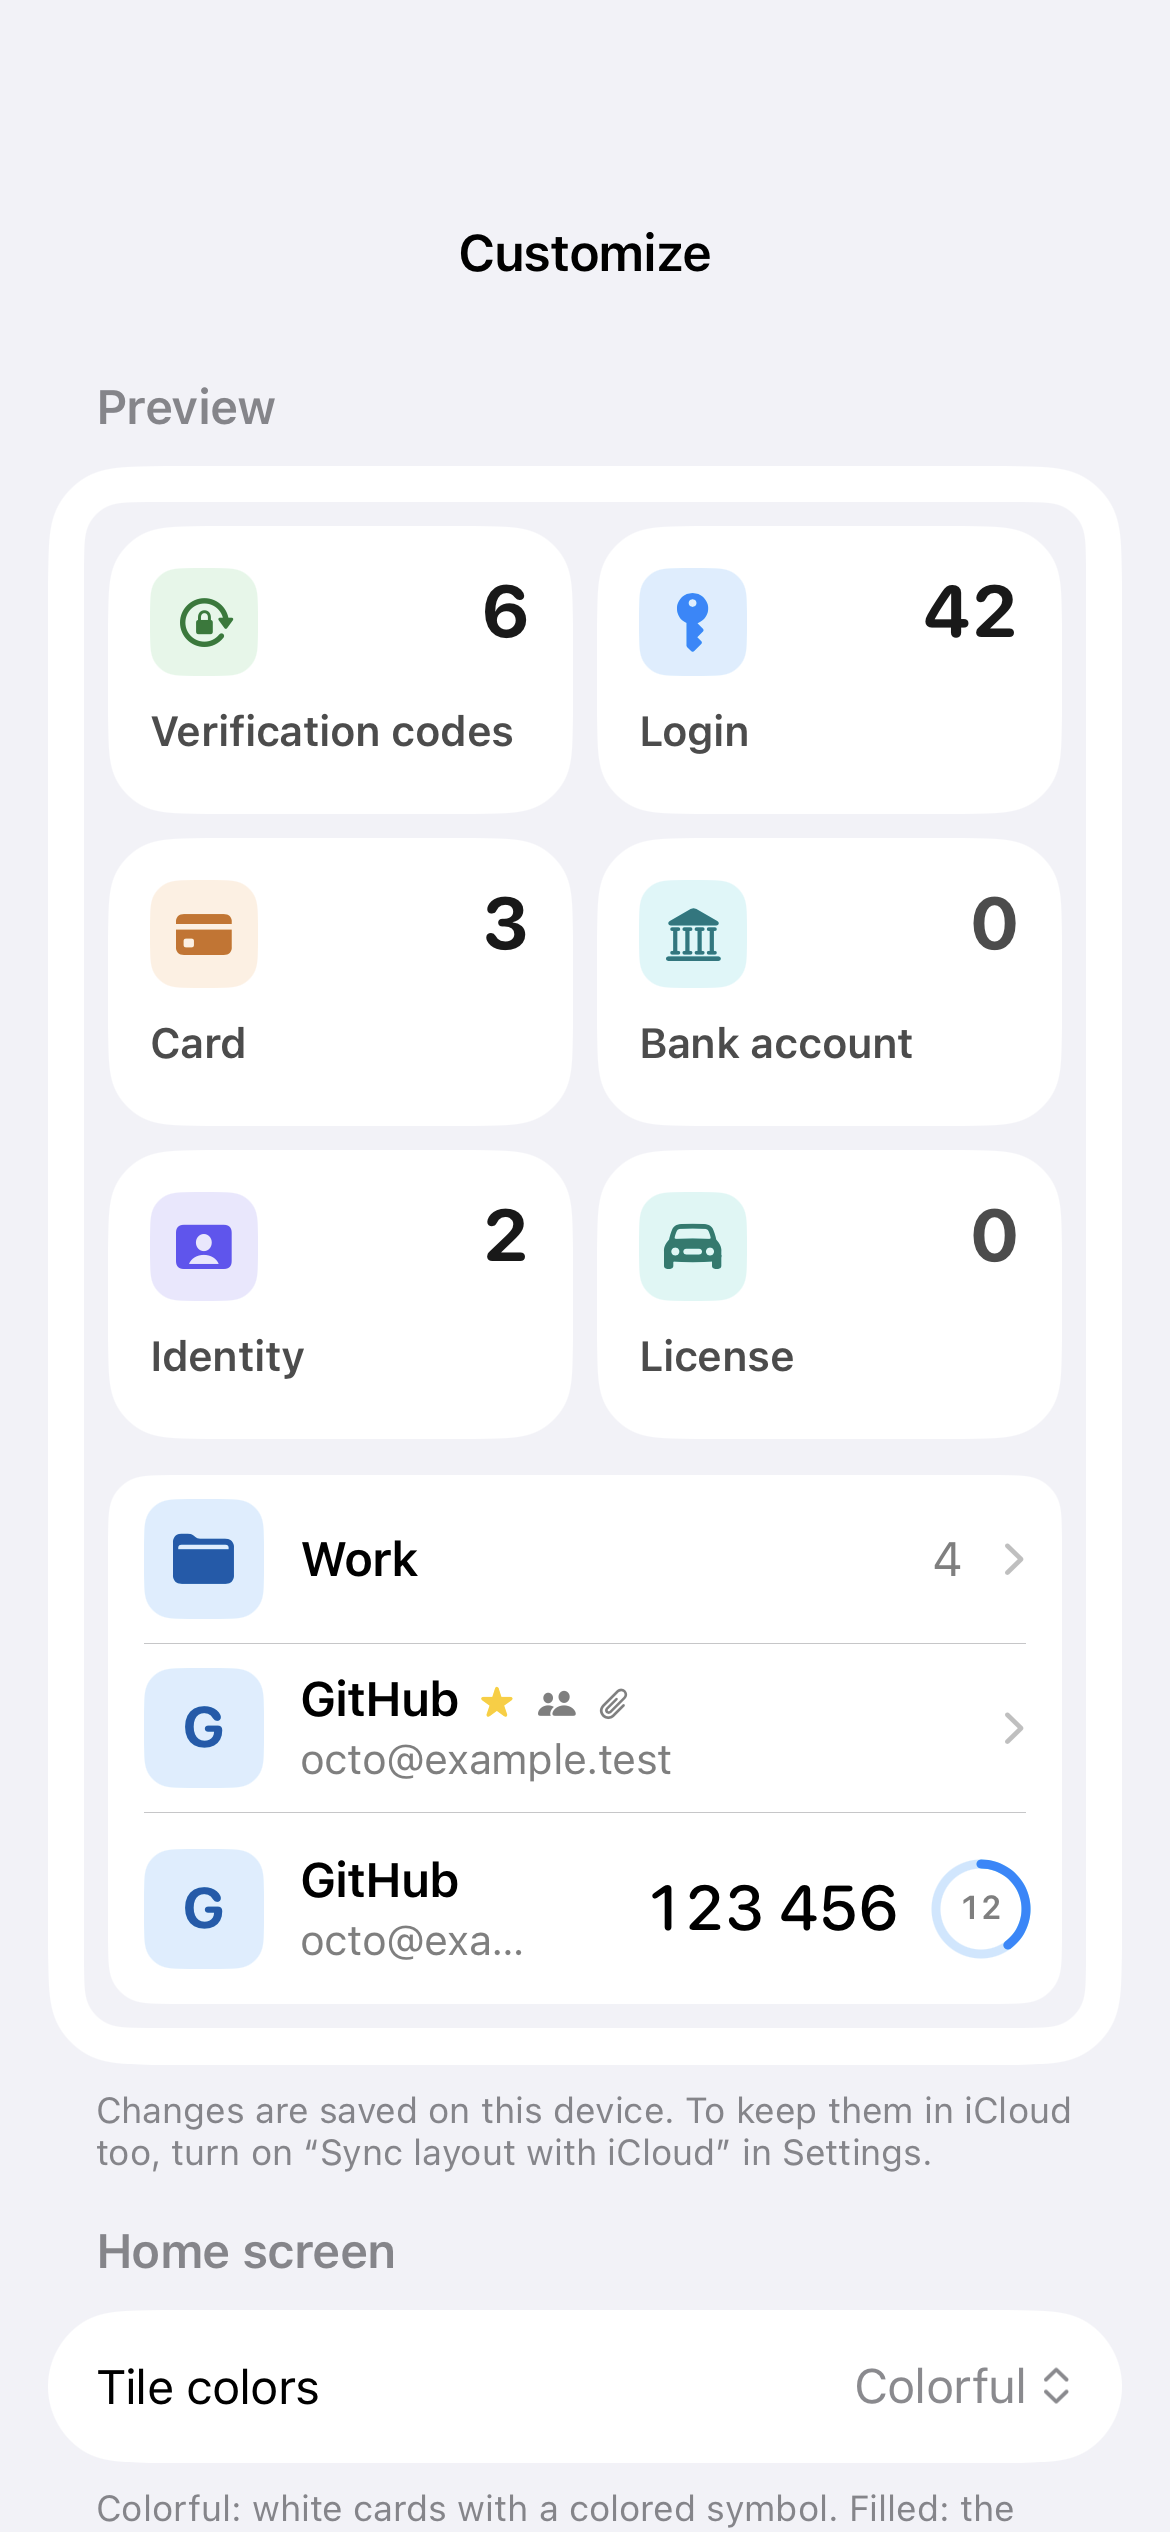 Customize
Preview
6
Verification codes
42
Login
3
Card
0
Bank account
2
Identity
0
License
Work
4
G
GitHub
octo@example.test
G
GitHub
octo@exa...
123 456
12
Changes are saved on this device. To keep them in iCloud
too, turn on “Sync layout with iCloud” in Settings.
Home screen
Tile colors
Colorful
Colorful: white cards with a colored symbol. Filled: the